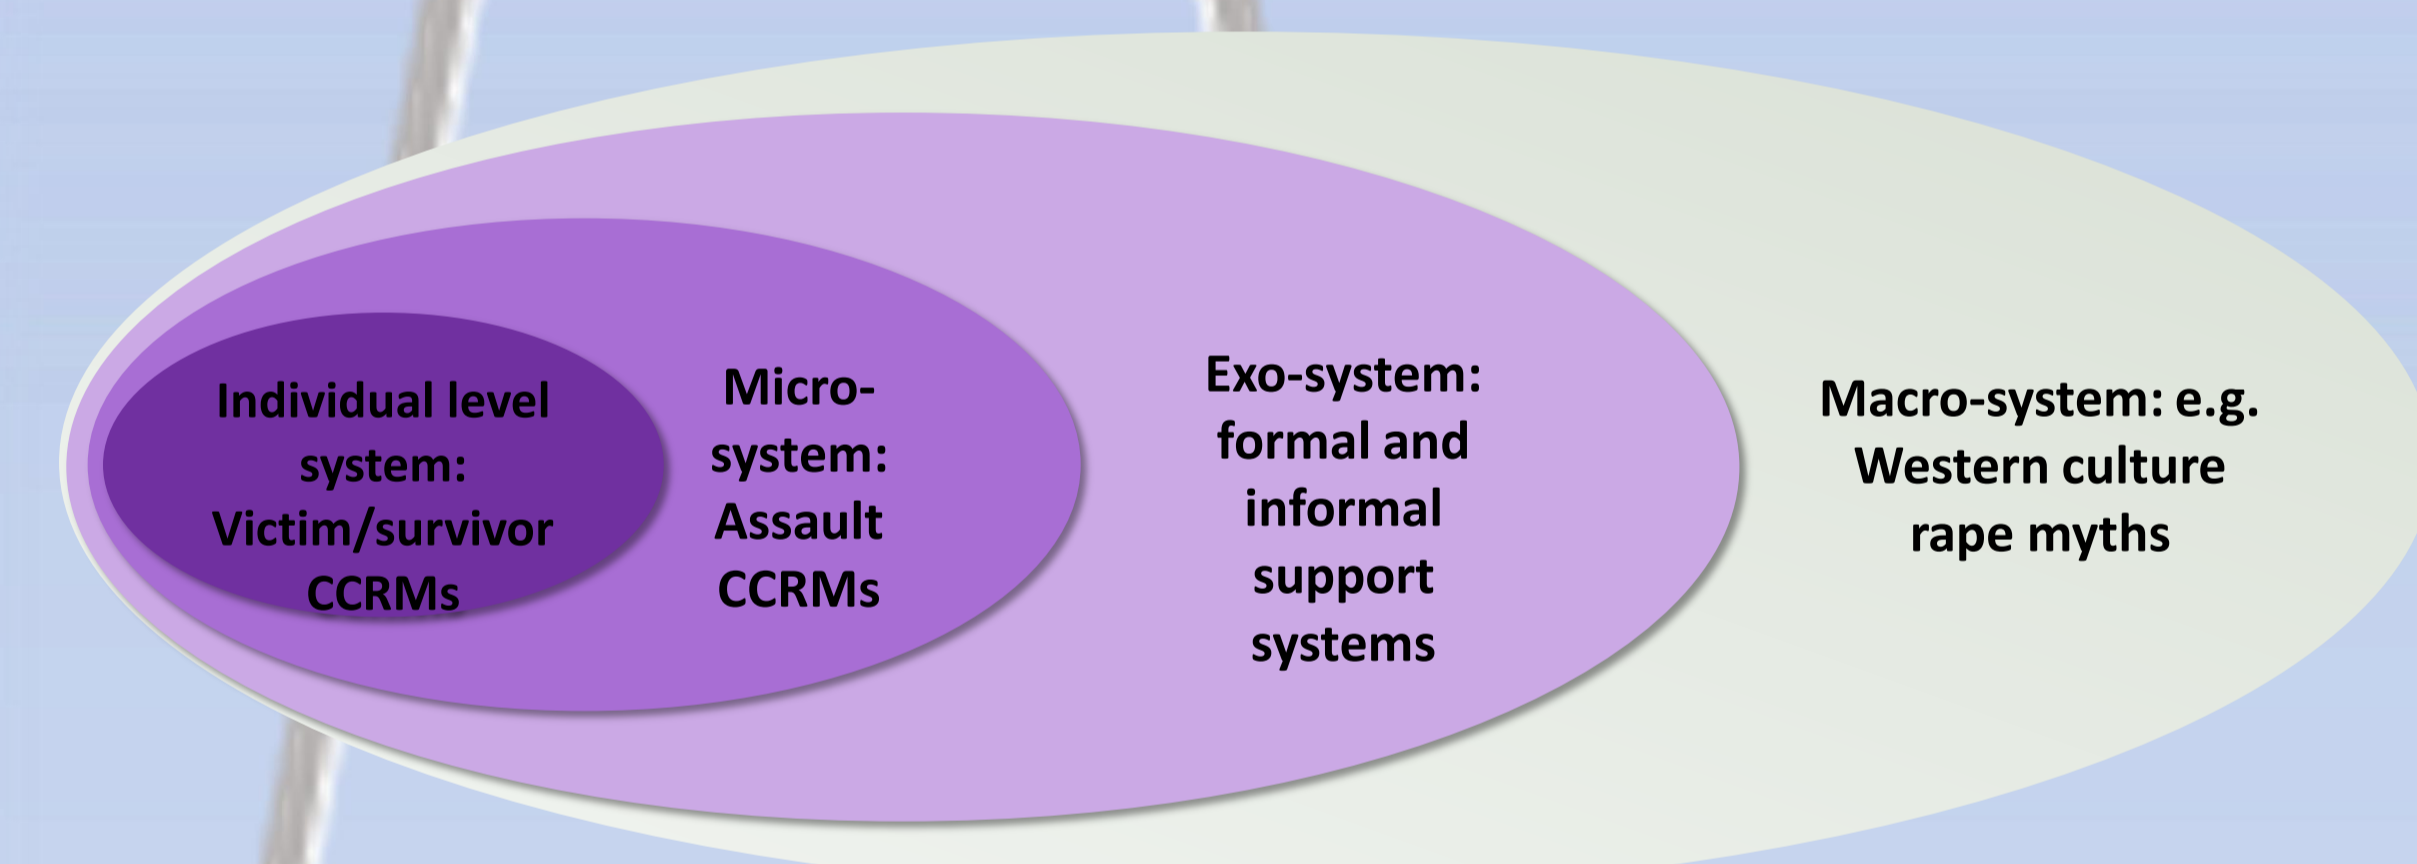 Individual level
system:
Victim/survivor
CCRMs
Micro-
system:
Assault
CCRMs
Exo-system:
formal and
informal
support
systems
Macro-system: e.g.
Western culture
rape myths